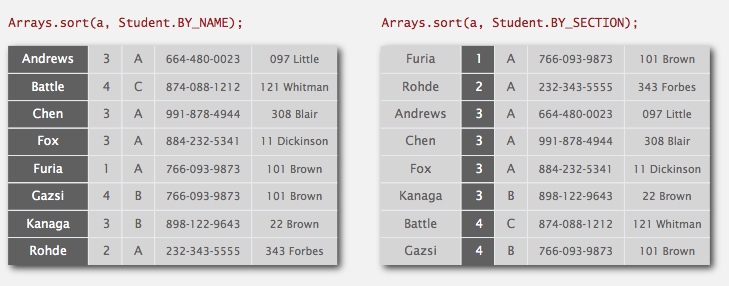 Arrays.sort(a, Student.BY_NAME);
Andrews 3 A 664-480-0023 097 Little
Battle 4 C 874-088-1212 121 Whitman
Chen 3 A 991-878-4944 308 Blair
Fox 3 A 884-232-5341 11 Dickinson
Furia 1 A 766-093-9873 101 Brown
Gazsi 4 B 766-093-9873 101 Brown
Kanaga 3 B 898-122-9643 22 Brown
Rohde 2 A 232-343-5555 343 Forbes
Arrays.sort(a, Student.BY_SECTION);
Furia 1 A 766-093-9873 101 Brown
Rohde 2 A 232-343-5555 343 Forbes
Andrews 3 A 664-480-0023 097 Little
Chen 3 A 991-878-4944 308 Blair
Fox 3 A 884-232-5341 11 Dickinson
Kanaga 3 B 898-122-9643 22 Brown
Battle 4 C 874-088-1212 121 Whitman
Gazsi 4 B 766-093-9873 101 Brown